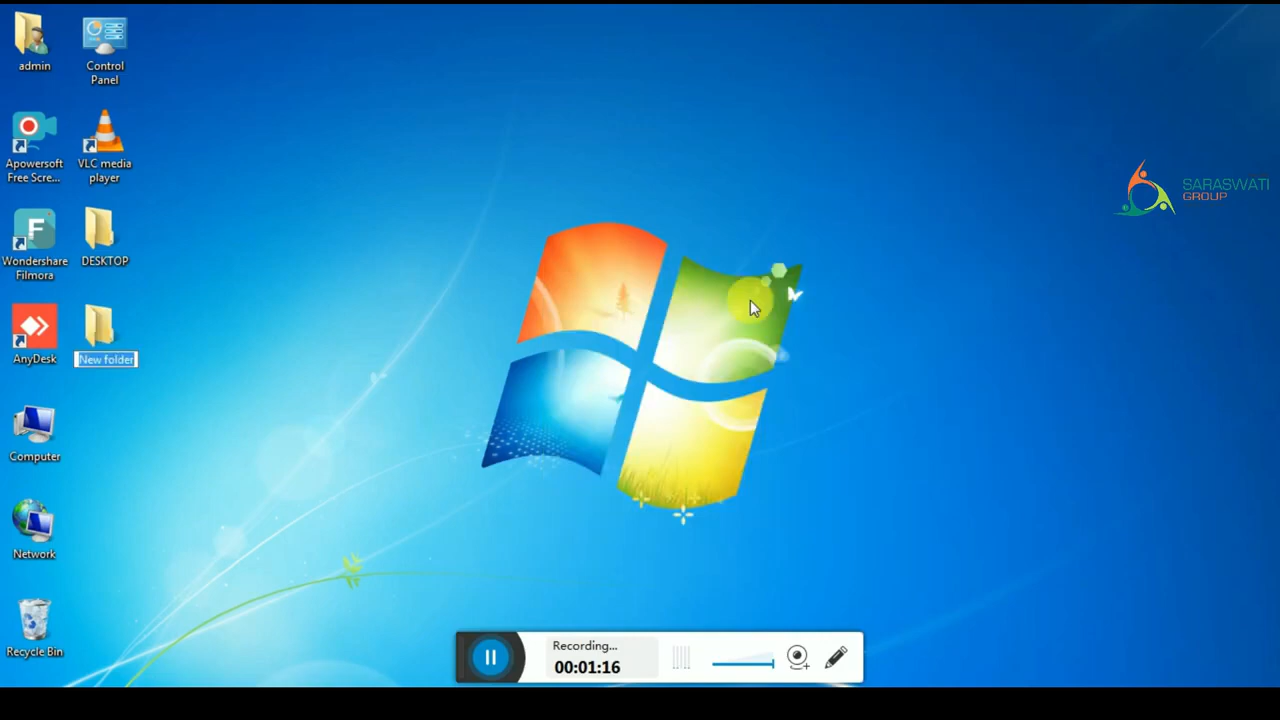 admin
Control
Panel
Apowersoft
Free Scre...
VLC media
player
Wondershare
Filmora
DESKTOP
AnyDesk
New folder
Computer
Network
Recycle Bin
SARASWATI
GROUP
Recording...
00:01:16